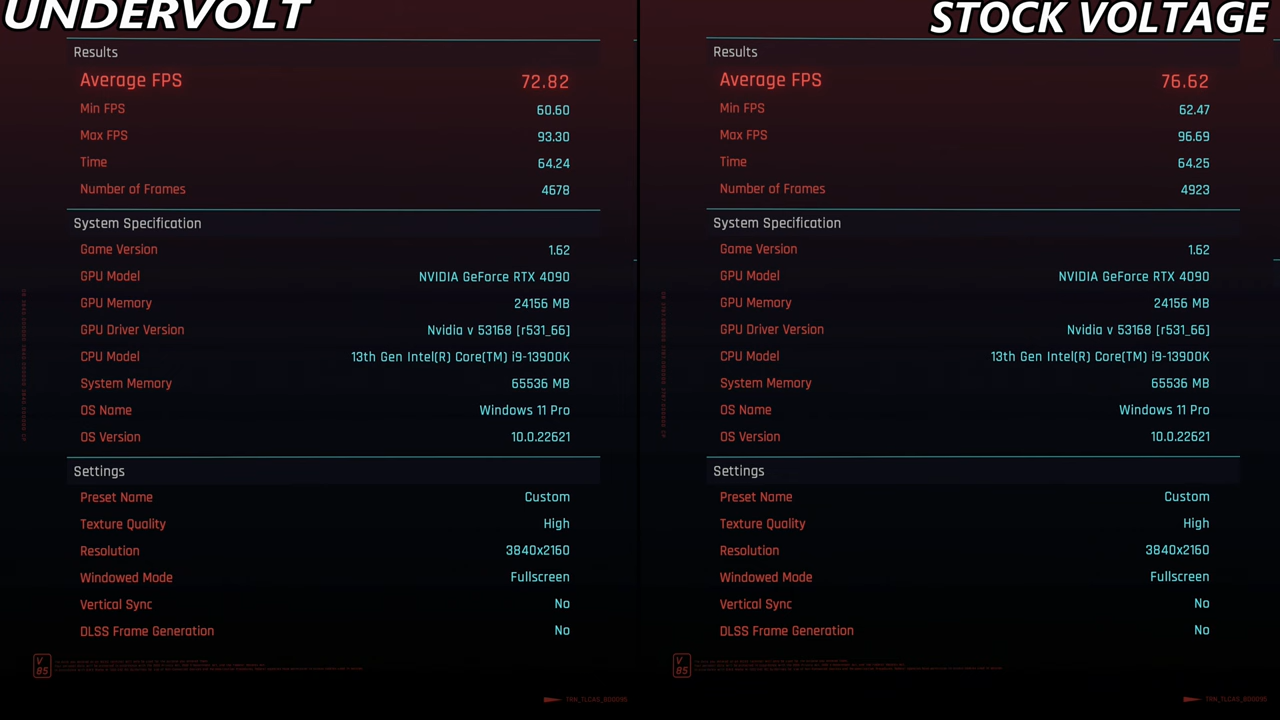 UNDERVOLT
Results
Average FPS 72.82
Min FPS 60.60
Max FPS 93.30
Time 64.24
Number of Frames 4678
System Specification
Game Version 1.62
GPU Model NVIDIA GeForce RTX 4090
GPU Memory 24156 MB
GPU Driver Version Nvidia v 53168 [r531_66]
CPU Model 13th Gen Intel(R) Core(TM) i9-13900K
System Memory 65536 MB
OS Name Windows 11 Pro
OS Version 10.0.22621
Settings
Preset Name Custom
Texture Quality High
Resolution 3840x2160
Windowed Mode Fullscreen
Vertical Sync No
DLSS Frame Generation No
V
85
TRN_TLCAS_800095
STOCK VOLTAGE
Results
Average FPS 76.62
Min FPS 62.47
Max FPS 96.69
Time 64.25
Number of Frames 4923
System Specification
Game Version 1.62
GPU Model NVIDIA GeForce RTX 4090
GPU Memory 24156 MB
GPU Driver Version Nvidia v 53168 [r531_66]
CPU Model 13th Gen Intel(R) Core(TM) i9-13900K
System Memory 65536 MB
OS Name Windows 11 Pro
OS Version 10.0.22621
Settings
Preset Name Custom
Texture Quality High
Resolution 3840x2160
Windowed Mode Fullscreen
Vertical Sync No
DLSS Frame Generation No
V
85
TRN_TLCAS_800095